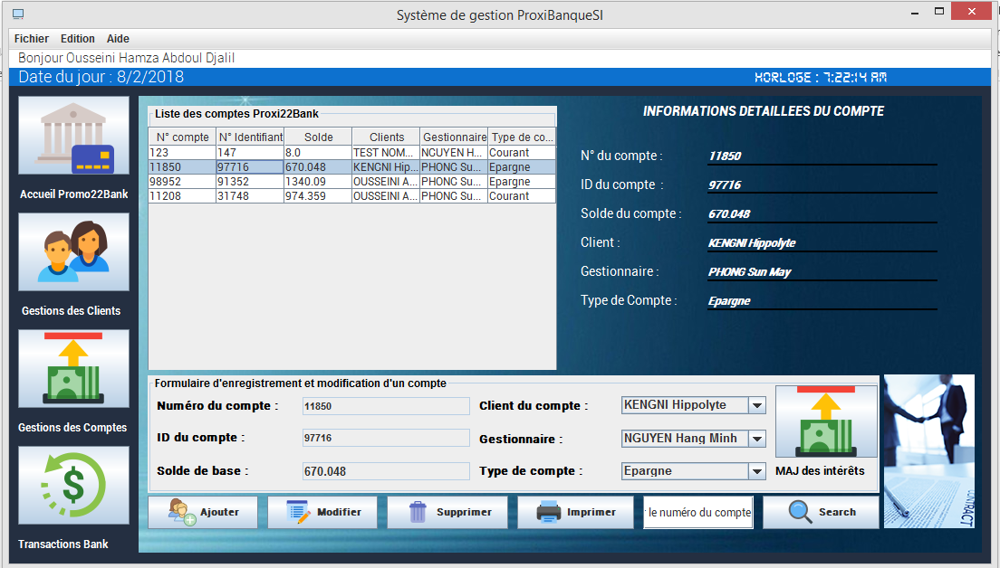 Système de gestion ProxiBanqueSI
Fichier Edition Aide
Bonjour Ousseini Hamza Abdoul Djalil
Date du jour : 8/2/2018
HORLOGE : 7:22:14 AM
Accueil Promo22Bank
Gestions des Clients
Gestions des Comptes
Transactions Bank
Liste des comptes Proxi22Bank
N° compte N° Identifiant Solde Clients Gestionnaire Type de co...
123 147 8.0 TEST NOM... NGUYEN H... Courant
11850 97716 670.048 KENGNI Hip... PHONG Su... Epargne
98952 91352 1340.09 OUSSEINI A... PHONG Su... Epargne
11208 31748 974.359 OUSSEINI A... PHONG Su... Courant
INFORMATIONS DETAILLEES DU COMPTE
N° du compte : 11850
ID du compte : 97716
Solde du compte : 670.048
Client : KENGNI Hippolyte
Gestionnaire : PHONG Sun May
Type de Compte : Epargne
Formulaire d'enregistrement et modification d'un compte
Numéro du compte : 11850 Client du compte : KENGNI Hippolyte
ID du compte : 97716 Gestionnaire : NGUYEN Hang Minh
Solde de base : 670.048 Type de compte : Epargne
MAJ des intérêts
Ajouter Modifier Supprimer Imprimer le numéro du compte Search
CONTRACT